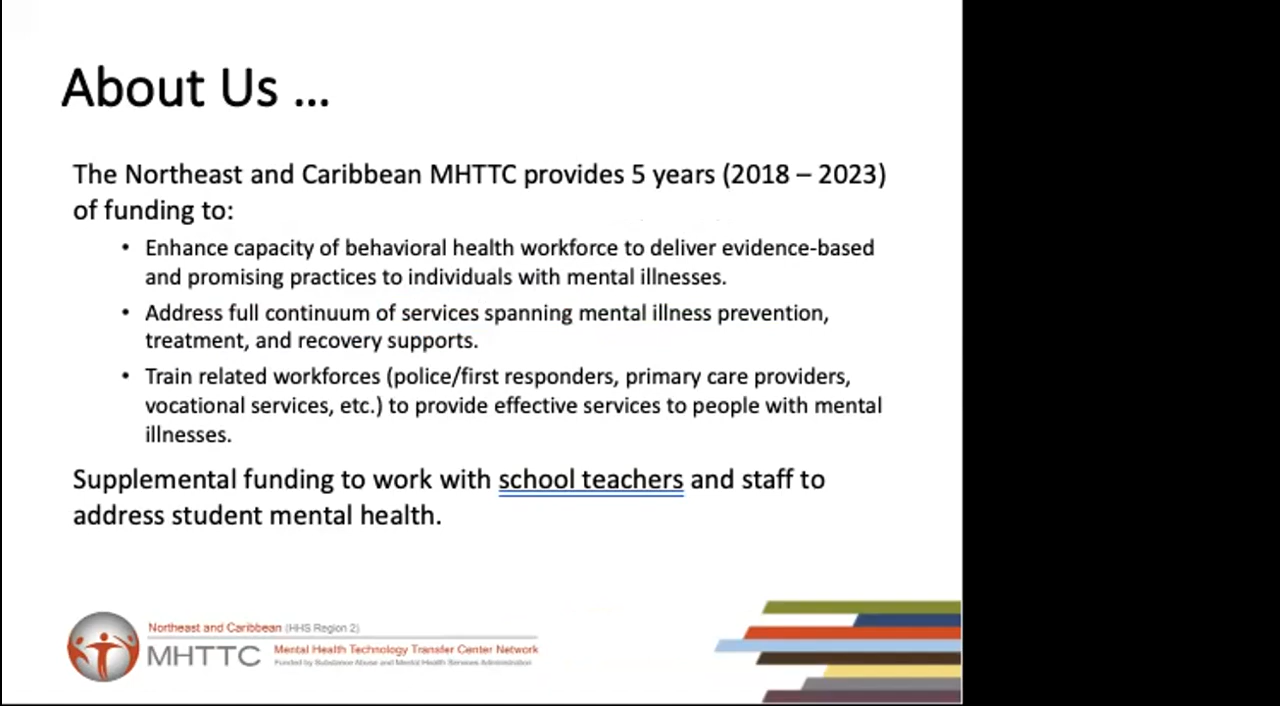 About Us ...
The Northeast and Caribbean MHTTC provides 5 years (2018 – 2023)
of funding to:
• Enhance capacity of behavioral health workforce to deliver evidence-based
and promising practices to individuals with mental illnesses.
• Address full continuum of services spanning mental illness prevention,
treatment, and recovery supports.
• Train related workforces (police/first responders, primary care providers,
vocational services, etc.) to provide effective services to people with mental
illnesses.
Supplemental funding to work with school teachers and staff to
address student mental health.
Northeast and Caribbean (HHS Region 2)
MHTTC Mental Health Technology Transfer Center Network
Funded by Substance Abuse and Mental Health Services Administration